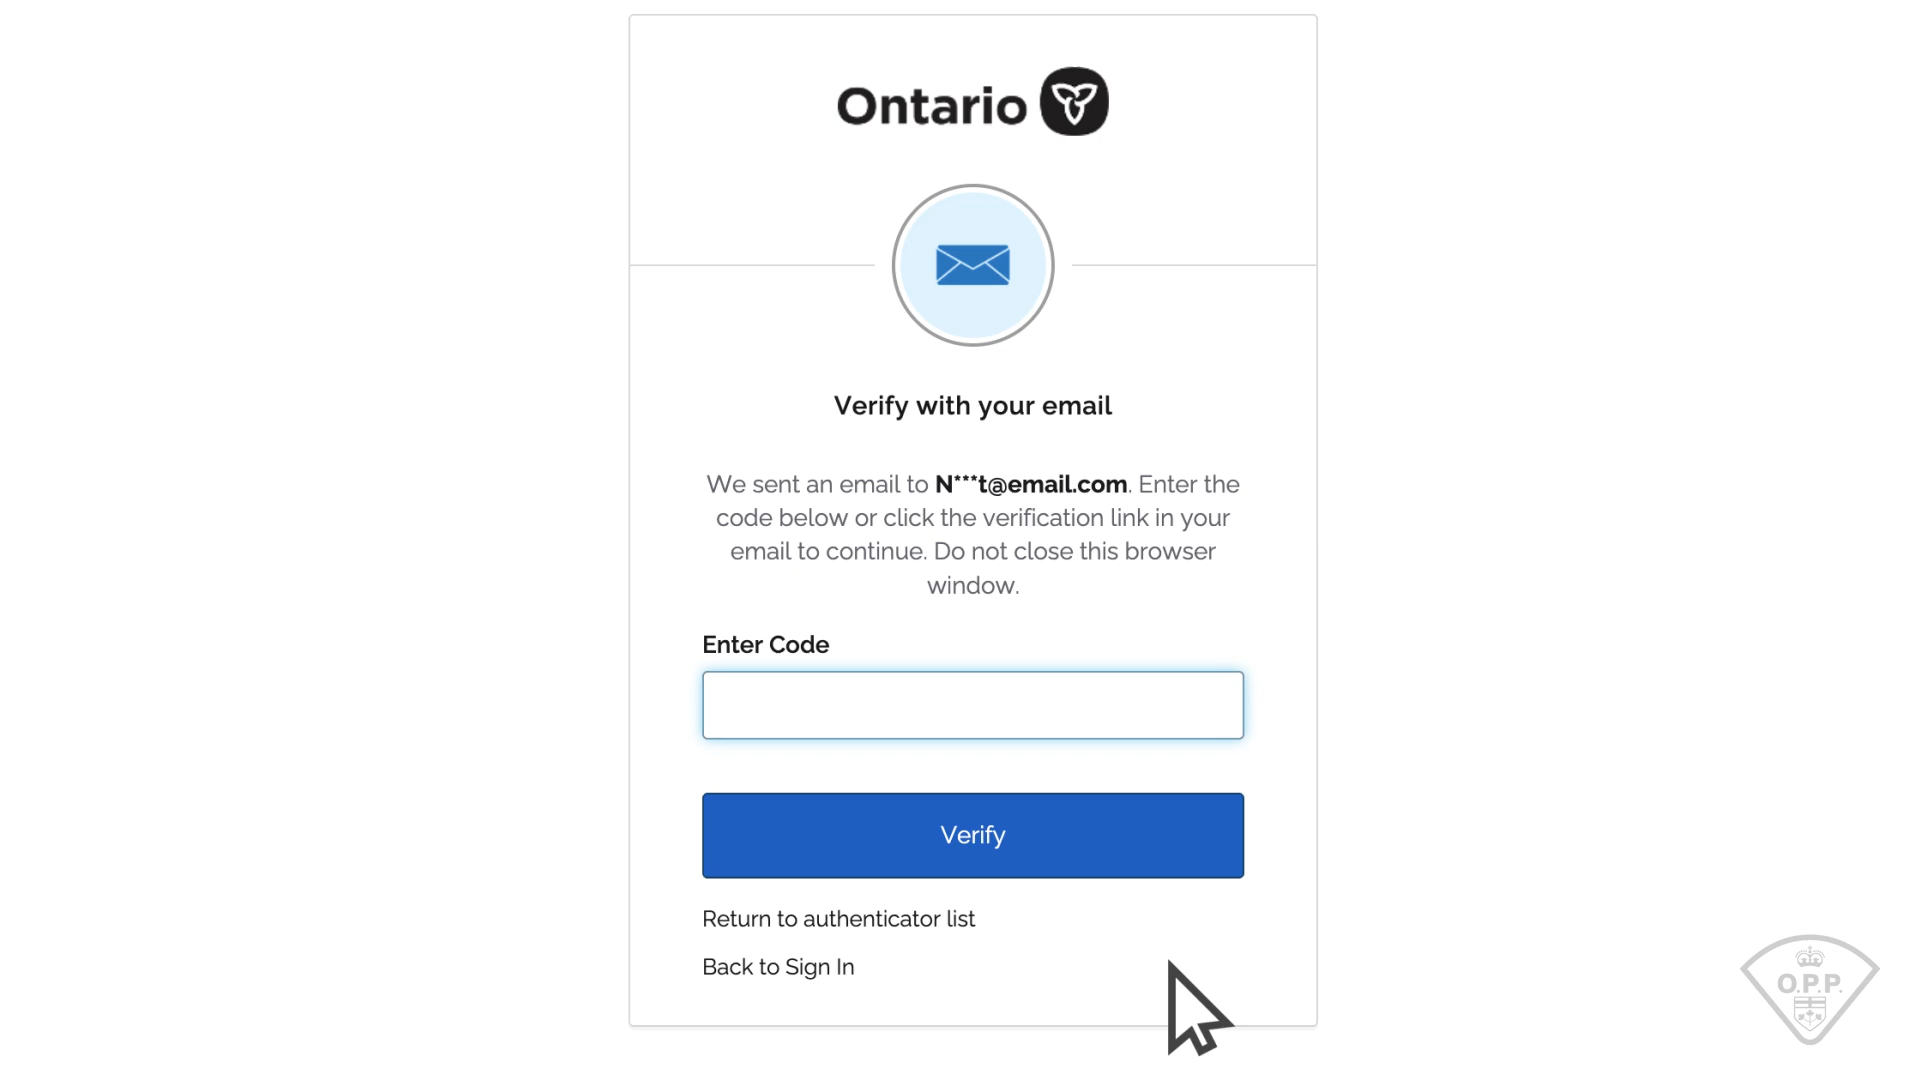 Ontario
Verify with your email
We sent an email to N***t@email.com. Enter the
code below or click the verification link in your
email to continue. Do not close this browser
window.
Enter Code
Verify
Return to authenticator list
Back to Sign In
O.P.P.